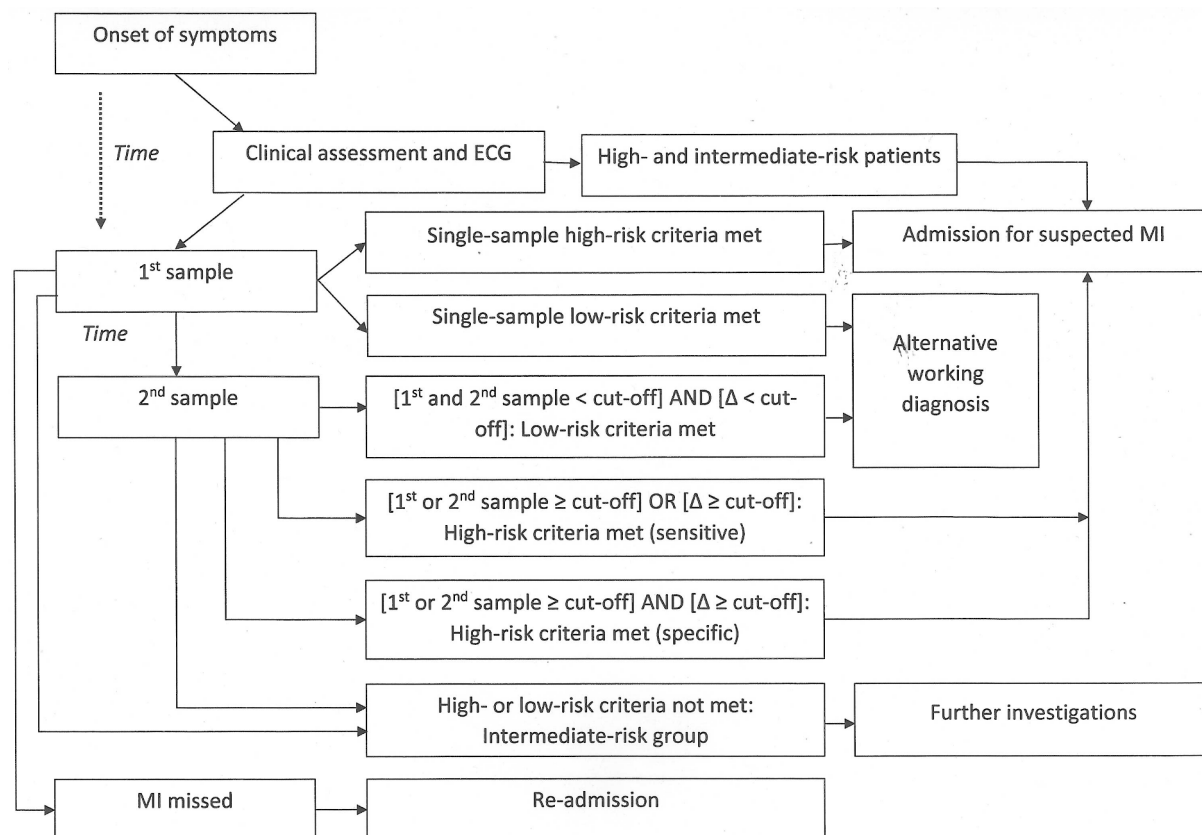 Onset of symptoms
Time
Clinical assessment and ECG
High- and intermediate-risk patients
Single-sample high-risk criteria met
Admission for suspected MI
1st sample
Single-sample low-risk criteria met
Time
Alternative
working
diagnosis
2nd sample
[1st and 2nd sample < cut-off] AND [Δ < cut-
off]: Low-risk criteria met
[1st or 2nd sample ≥ cut-off] OR [Δ ≥ cut-off]:
High-risk criteria met (sensitive)
[1st or 2nd sample ≥ cut-off] AND [Δ ≥ cut-off]:
High-risk criteria met (specific)
High- or low-risk criteria not met:
Intermediate-risk group
Further investigations
MI missed
Re-admission